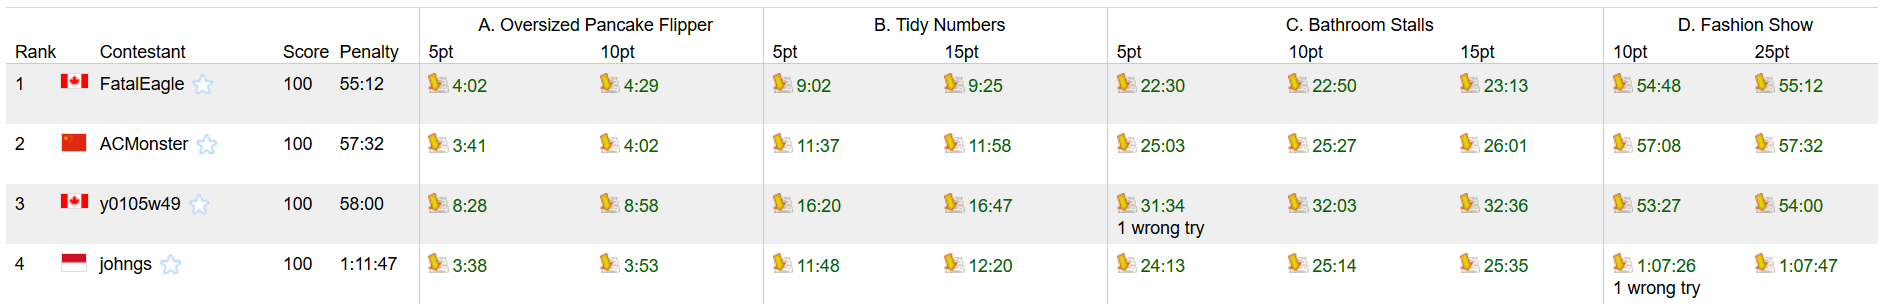 A. Oversized Pancake Flipper B. Tidy Numbers C. Bathroom Stalls D. Fashion Show
Rank Contestant Score Penalty 5pt 10pt 5pt 15pt 5pt 10pt 15pt 10pt 25pt
1 FatalEagle 100 55:12 4:02 4:29 9:02 9:25 22:30 22:50 23:13 54:48 55:12
2 ACMonster 100 57:32 3:41 4:02 11:37 11:58 25:03 25:27 26:01 57:08 57:32
3 y0105w49 100 58:00 8:28 8:58 16:20 16:47 31:34 32:03 32:36 53:27 54:00
1 wrong try
4 johngs 100 1:11:47 3:38 3:53 11:48 12:20 24:13 25:14 25:35 1:07:26 1:07:47
1 wrong try